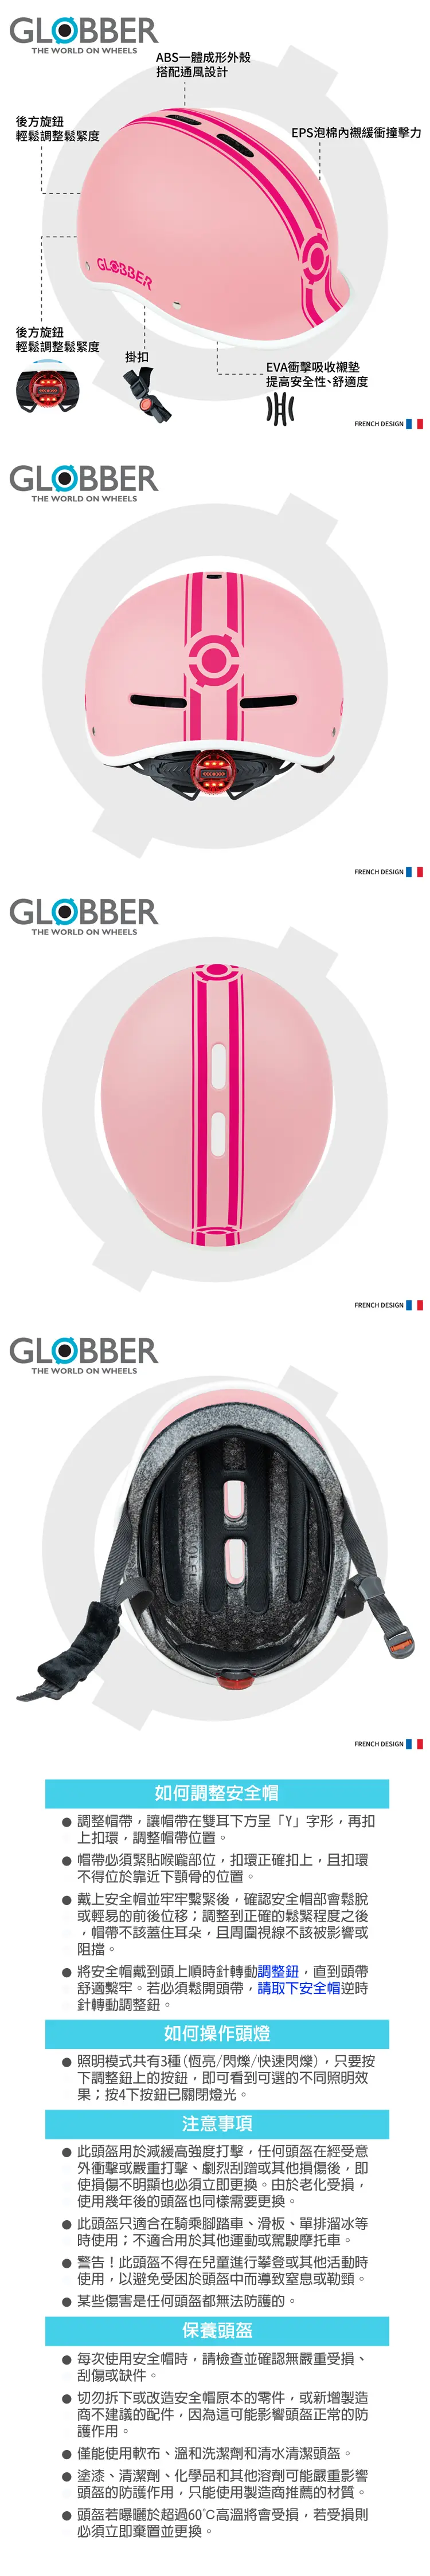 GLOBBER
THE WORLD ON WHEELS
ABS一體成形外殼
搭配通風設計
後方旋鈕
輕鬆調整鬆緊度
EPS泡棉內襯緩衝撞擊力
GLOBBER
後方旋鈕
輕鬆調整鬆緊度
掛扣
EVA衝擊吸收襯墊
提高安全性、舒適度
FRENCH DESIGN
GLOBBER
THE WORLD ON WHEELS
FRENCH DESIGN
GLOBBER
THE WORLD ON WHEELS
FRENCH DESIGN
GLOBBER
THE WORLD ON WHEELS
FRENCH DESIGN
如何調整安全帽
● 調整帽帶，讓帽帶在雙耳下方呈「Y」字形，再扣
上扣環，調整帽帶位置。
● 帽帶必須緊貼喉嚨部位，扣環正確扣上，且扣環
不得位於靠近下顎骨的位置。
● 戴上安全帽並牢牢繫緊後，確認安全帽部會鬆脫
或輕易的前後位移；調整到正確的鬆緊程度之後
，帽帶不該蓋住耳朵，且周圍視線不該被影響或
阻擋。
● 將安全帽戴到頭上順時針轉動調整鈕，直到頭帶
舒適繫牢。若必須鬆開頭帶，請取下安全帽逆時
針轉動調整鈕。
如何操作頭燈
● 照明模式共有3種(恆亮/閃爍/快速閃爍)，只要按
下調整鈕上的按鈕，即可看到可選的不同照明效
果；按4下按鈕已關閉燈光。
注意事項
● 此頭盔用於減緩高強度打擊，任何頭盔在經受意
外衝擊或嚴重打擊、劇烈刮蹭或其他損傷後，即
使損傷不明顯也必須立即更換。由於老化受損，
使用幾年後的頭盔也同樣需要更換。
● 此頭盔只適合在騎乘腳踏車、滑板、單排溜冰等
時使用；不適合用於其他運動或駕駛摩托車。
● 警告！此頭盔不得在兒童進行攀登或其他活動時
使用，以避免受困於頭盔中而導致窒息或勒頸。
● 某些傷害是任何頭盔都無法防護的。
保養頭盔
● 每次使用安全帽時，請檢查並確認無嚴重受損、
刮傷或缺件。
● 切勿拆下或改造安全帽原本的零件，或新增製造
商不建議的配件，因為這可能影響頭盔正常的防
護作用。
● 僅能使用軟布、溫和洗潔劑和清水清潔頭盔。
● 塗漆、清潔劑、化學品和其他溶劑可能嚴重影響
頭盔的防護作用，只能使用製造商推薦的材質。
● 頭盔若曝曬於超過60°C高溫將會受損，若受損則
必須立即棄置並更換。